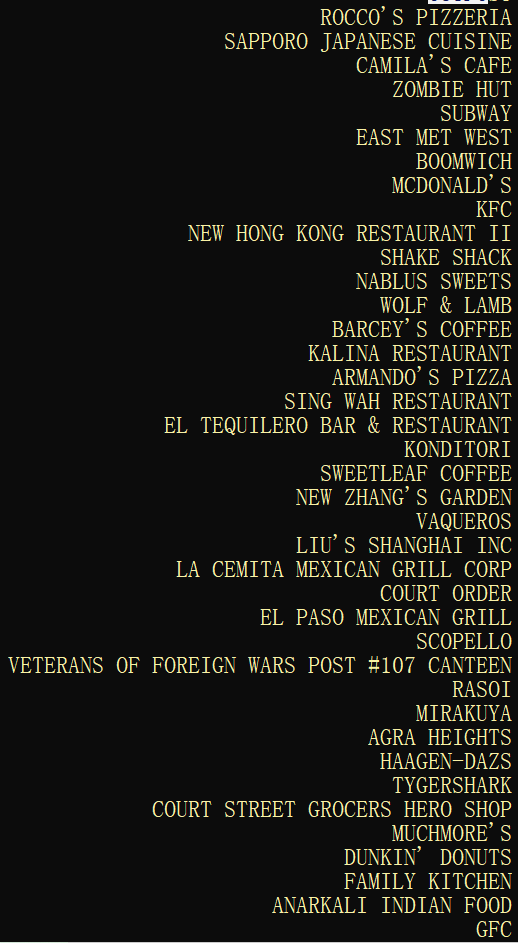 ROCCO'S PIZZERIA
SAPPORO JAPANESE CUISINE
CAMILA'S CAFE
ZOMBIE HUT
SUBWAY
EAST MET WEST
BOOMWICH
MCDONALD'S
KFC
NEW HONG KONG RESTAURANT II
SHAKE SHACK
NABLUS SWEETS
WOLF & LAMB
BARCEY'S COFFEE
KALINA RESTAURANT
ARMANDO'S PIZZA
SING WAH RESTAURANT
EL TEQUILERO BAR & RESTAURANT
KONDITORI
SWEETLEAF COFFEE
NEW ZHANG'S GARDEN
VAQUEROS
LIU'S SHANGHAI INC
LA CEMITA MEXICAN GRILL CORP
COURT ORDER
EL PASO MEXICAN GRILL
SCOPELLO
VETERANS OF FOREIGN WARS POST #107 CANTEEN
RASOI
MIRAKUYA
AGRA HEIGHTS
HAAGEN-DAZS
TYGERSHARK
COURT STREET GROCERS HERO SHOP
MUCHMORE'S
DUNKIN' DONUTS
FAMILY KITCHEN
ANARKALI INDIAN FOOD
GFC